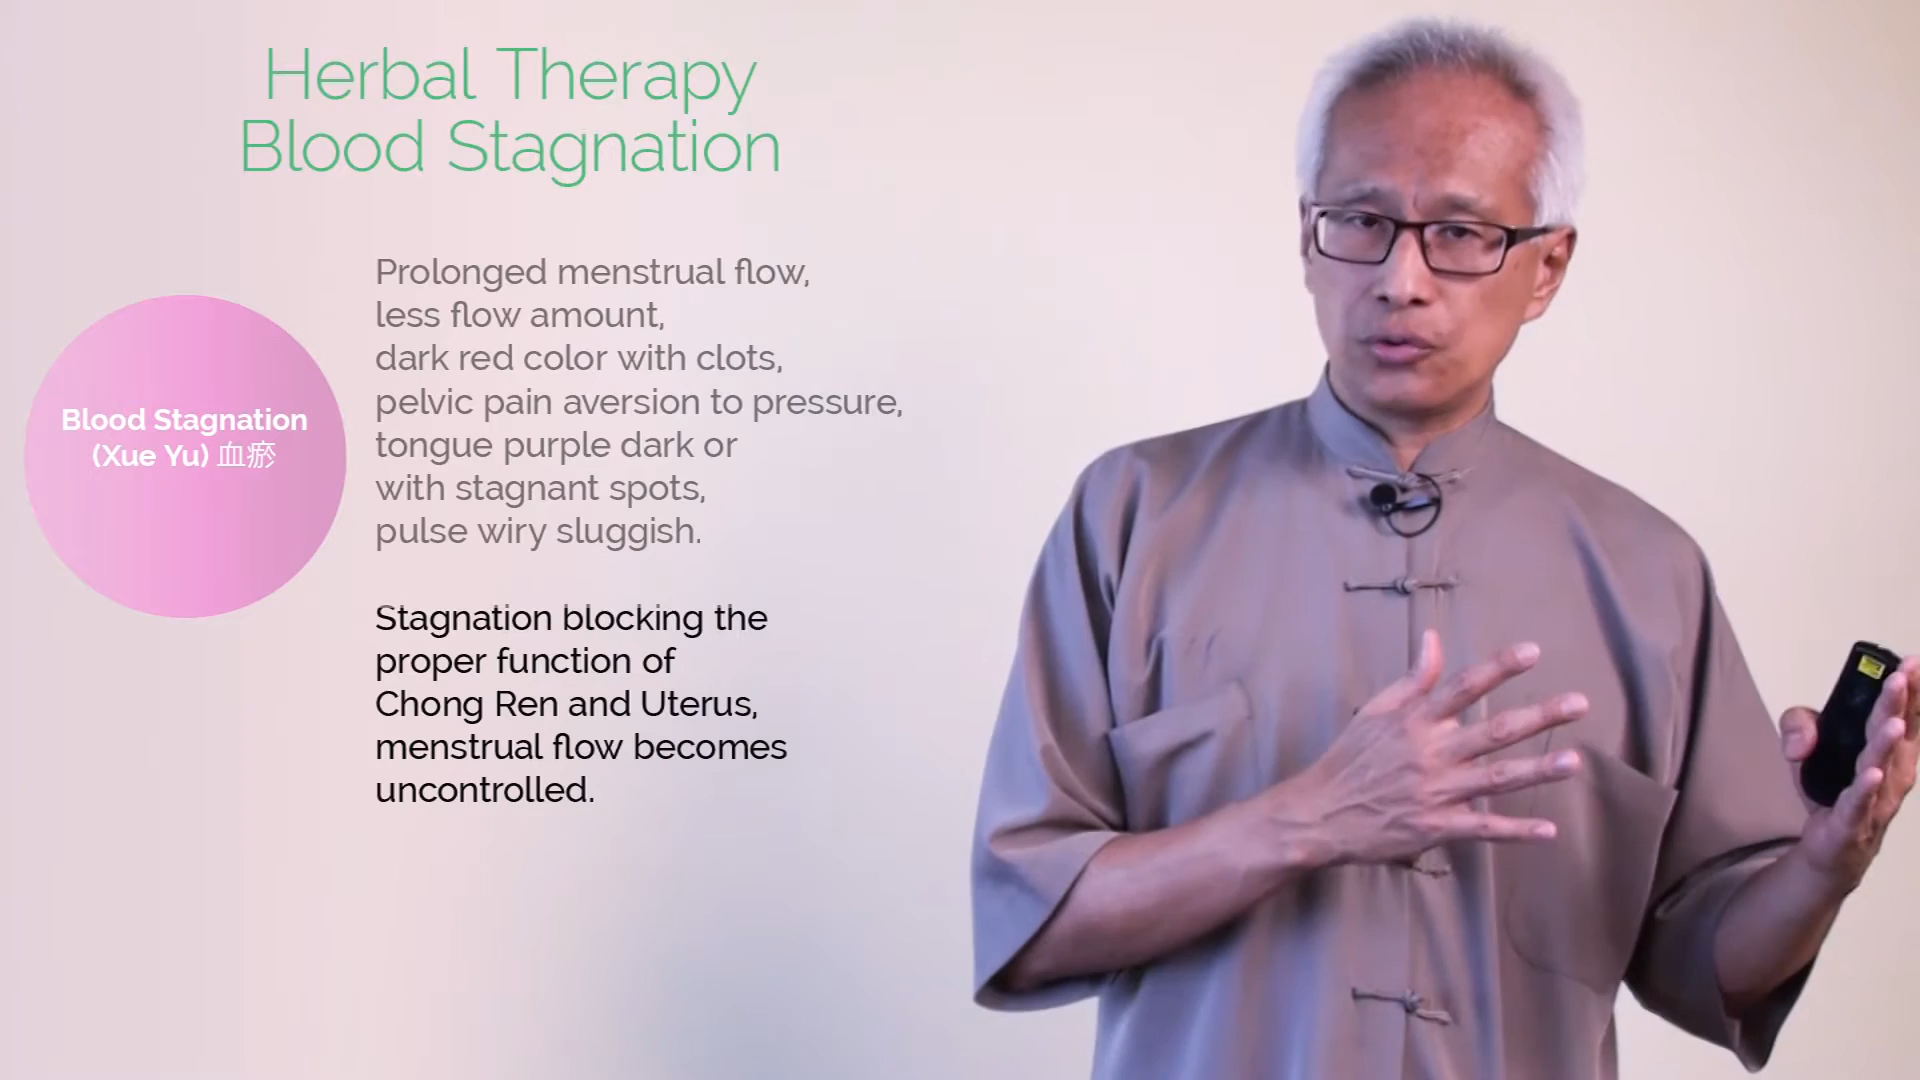 Herbal Therapy
Blood Stagnation
Blood Stagnation
(Xue Yu) 血瘀
Prolonged menstrual flow,
less flow amount,
dark red color with clots,
pelvic pain aversion to pressure,
tongue purple dark or
with stagnant spots,
pulse wiry sluggish.
Stagnation blocking the
proper function of
Chong Ren and Uterus,
menstrual flow becomes
uncontrolled.